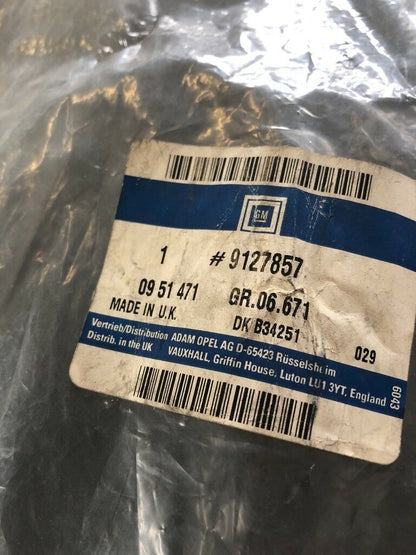 GM
1 # 9127857
09 51 471 GR.06.671
MADE IN U.K. DK B34251 029
Vertrieb/Distribution ADAM OPEL AG D-65423 Rüsselsheim
Distrib. in the UK VAUXHALL, Griffin House, Luton LU1 3YT, England
6043